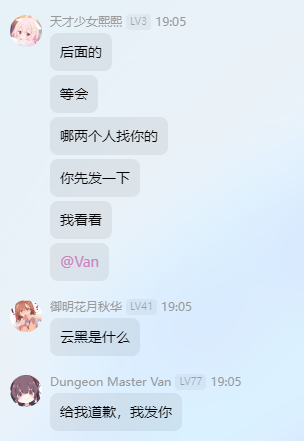 天才少女熙熙 LV3 19:05
后面的
等会
哪两个人找你的
你先发一下
我看看
@Van
御明花月秋华 LV41 19:05
云黑是什么
Dungeon Master Van LV77 19:05
给我道歉，我发你